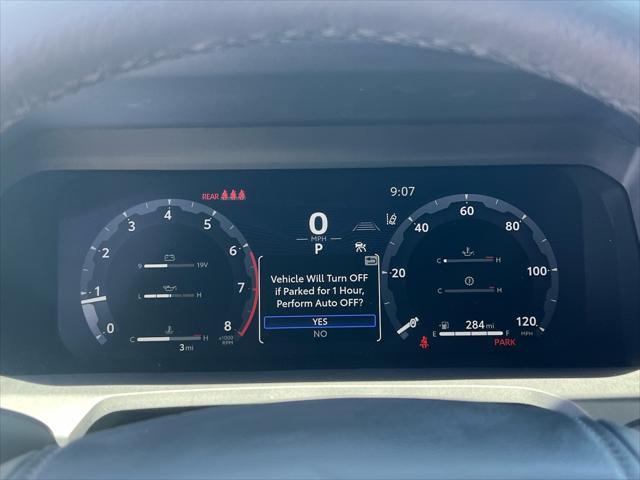 REAR
9:07
0
MPH
P
0
1
2
3
4
5
6
7
8
x1000
RPM
9 19V
L H
C H
3 mi
Vehicle Will Turn OFF
if Parked for 1 Hour,
Perform Auto OFF?
YES
NO
0
20
40
60
80
100
120
MPH
C H
C H
284 mi
E F
PARK